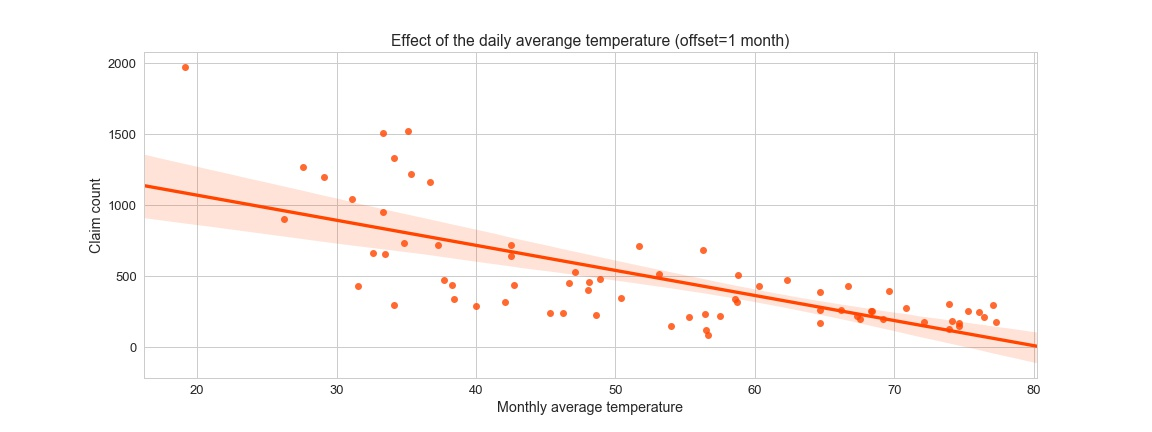 Effect of the daily averange temperature (offset=1 month)
2000
1500
1000
500
0
Claim count
20 30 40 50 60 70 80
Monthly average temperature